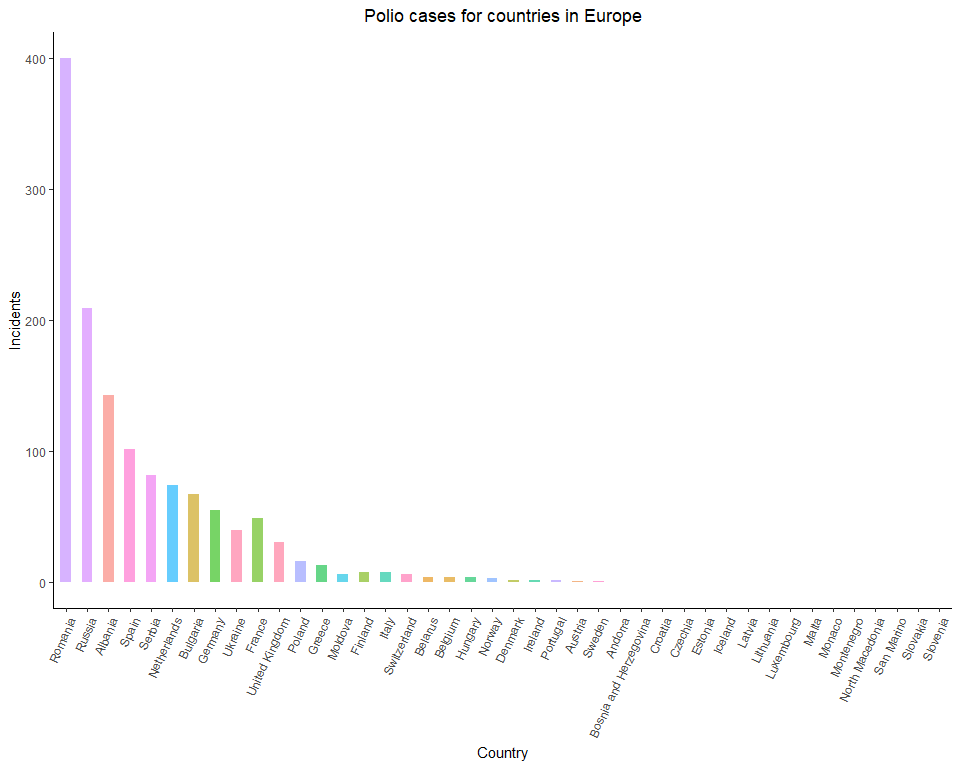 Polio cases for countries in Europe
400
300
200
100
0
Incidents
Romania
Russia
Albania
Spain
Serbia
Netherlands
Bulgaria
Germany
Ukraine
France
United Kingdom
Poland
Greece
Moldova
Finland
Italy
Switzerland
Belarus
Belgium
Hungary
Norway
Denmark
Ireland
Portugal
Austria
Sweden
Andorra
Bosnia and Herzegovina
Croatia
Czechia
Estonia
Iceland
Latvia
Lithuania
Luxembourg
Malta
Monaco
Montenegro
North Macedonia
San Marino
Slovakia
Slovenia
Country